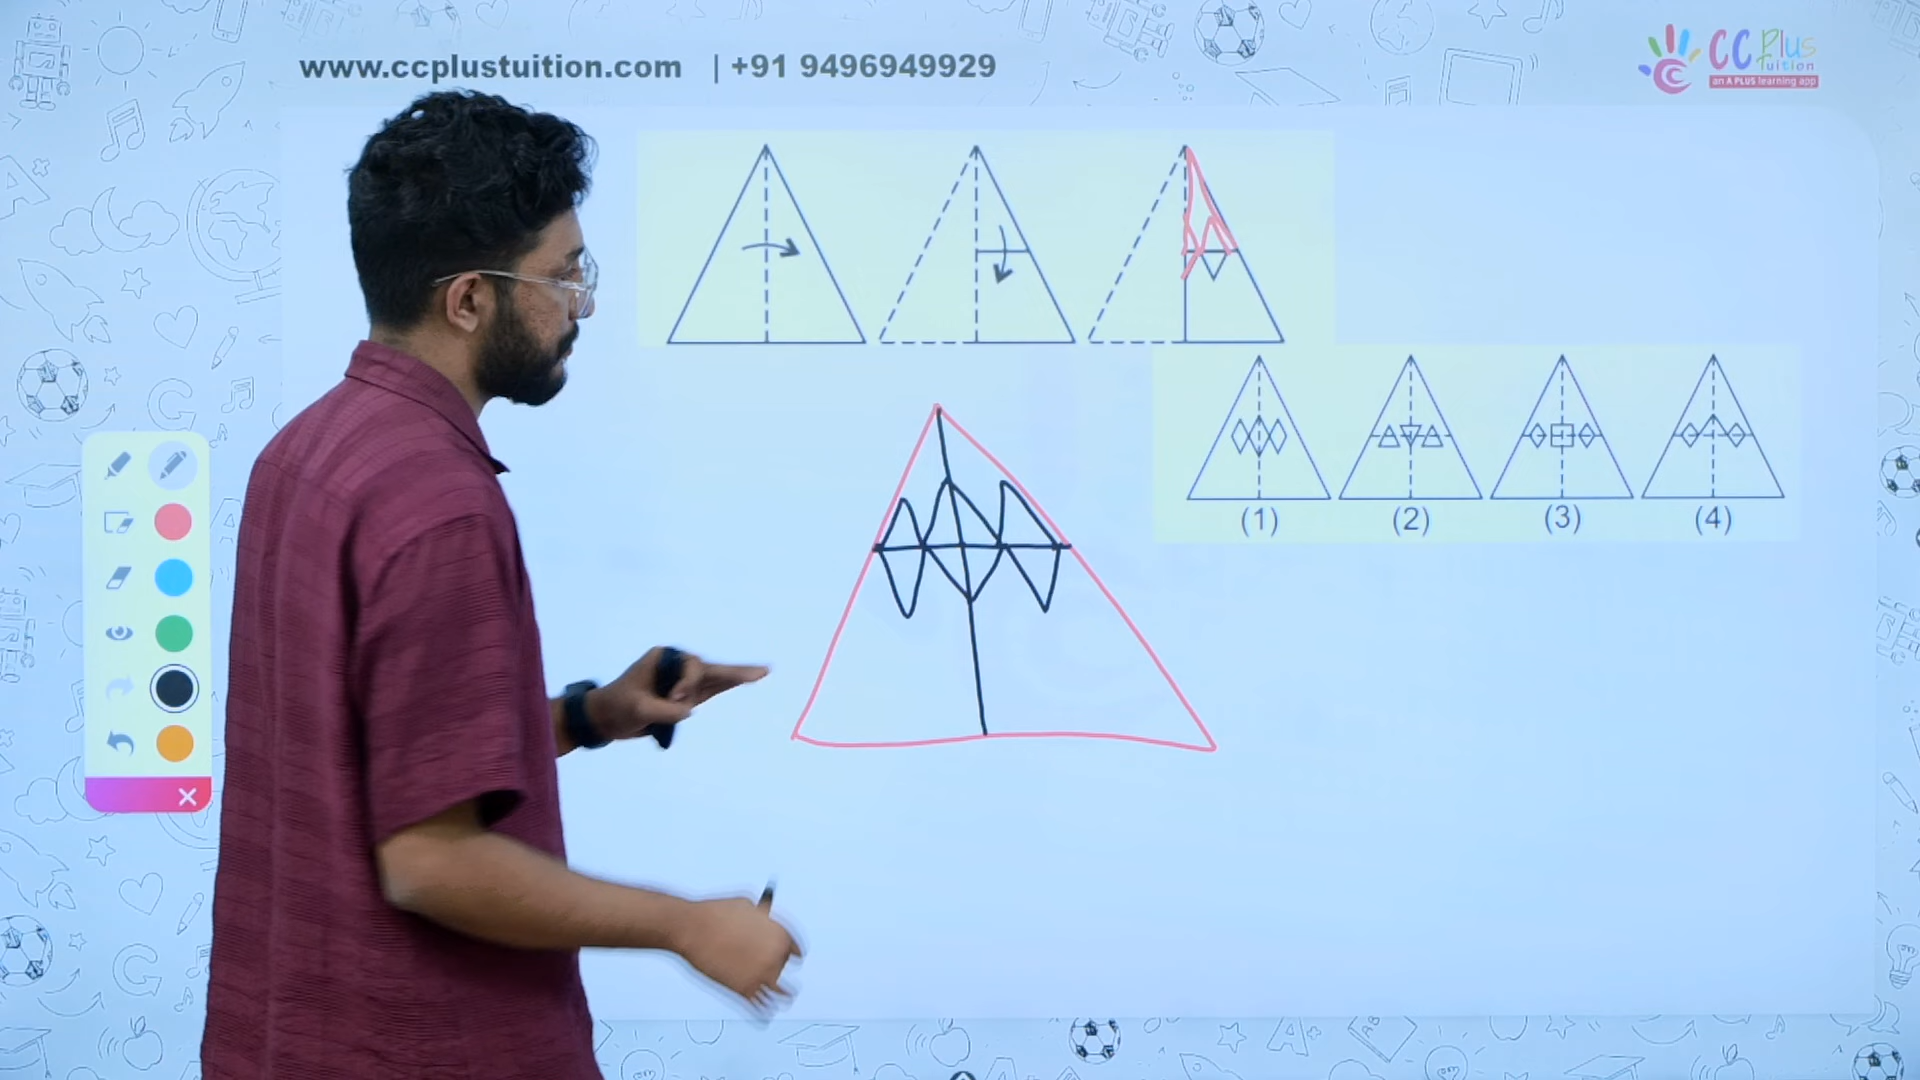 www.ccplustuition.com | +91 9496949929
CC Plus
Tuition
an A PLUS learning app
(1) (2) (3) (4)